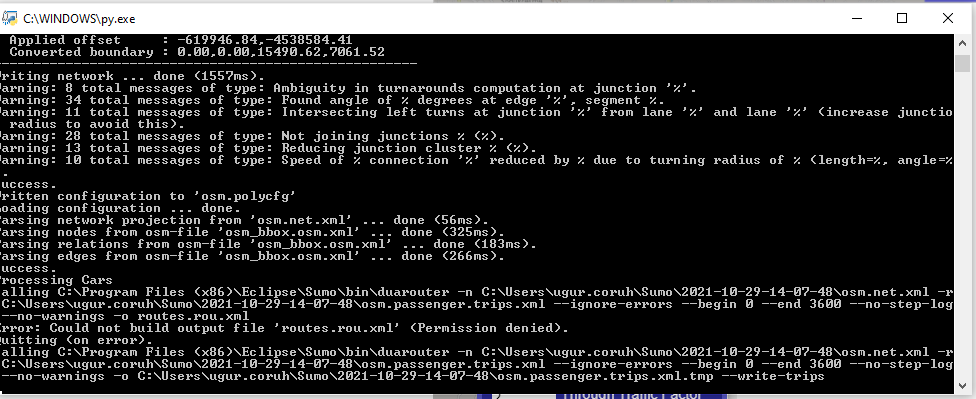 C:\WINDOWS\py.exe
Applied offset : -619946.84,-4538584.41
Converted boundary : 0.00,0.00,15490.62,7061.52
-----------------------------------------------------
riting network ... done (1557ms).
arning: 8 total messages of type: Ambiguity in turnarounds computation at junction '%'.
arning: 34 total messages of type: Found angle of % degrees at edge '%', segment %.
arning: 11 total messages of type: Intersecting left turns at junction '%' from lane '%' and lane '%' (increase junctio
radius to avoid this).
arning: 28 total messages of type: Not joining junctions % (%).
arning: 13 total messages of type: Reducing junction cluster % (%).
arning: 10 total messages of type: Speed of % connection '%' reduced by % due to turning radius of % (length=%, angle=%
.
uccess.
ritten configuration to 'osm.polycfg'
oading configuration ... done.
arsing network projection from 'osm.net.xml' ... done (56ms).
arsing nodes from osm-file 'osm_bbox.osm.xml' ... done (325ms).
arsing relations from osm-file 'osm_bbox.osm.xml' ... done (183ms).
arsing edges from osm-file 'osm_bbox.osm.xml' ... done (266ms).
uccess.
rocessing Cars
alling C:\Program Files (x86)\Eclipse\Sumo\bin\duarouter -n C:\Users\ugur.coruh\Sumo\2021-10-29-14-07-48\osm.net.xml -r
C:\Users\ugur.coruh\Sumo\2021-10-29-14-07-48\osm.passenger.trips.xml --ignore-errors --begin 0 --end 3600 --no-step-log
--no-warnings -o routes.rou.xml
rror: Could not build output file 'routes.rou.xml' (Permission denied).
uitting (on error).
alling C:\Program Files (x86)\Eclipse\Sumo\bin\duarouter -n C:\Users\ugur.coruh\Sumo\2021-10-29-14-07-48\osm.net.xml -r
C:\Users\ugur.coruh\Sumo\2021-10-29-14-07-48\osm.passenger.trips.xml --ignore-errors --begin 0 --end 3600 --no-step-log
--no-warnings -o C:\Users\ugur.coruh\Sumo\2021-10-29-14-07-48\osm.passenger.trips.xml.tmp --write-trips
Through Traffic Factor